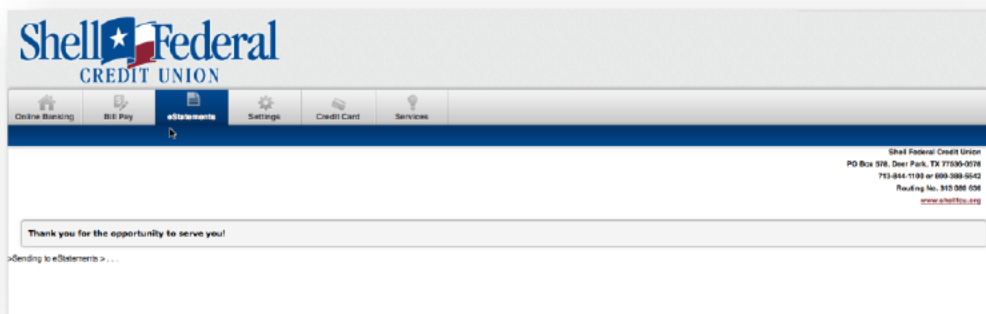 Shell Federal
CREDIT UNION
Online Banking Bill Pay eStatements Settings Credit Card Services
Shell Federal Credit Union
PO Box 578, Deer Park, TX 77536-0578
713-844-1100 or 800-388-5542
Routing No.
www.shellfcu.org
Thank you for the opportunity to serve you!
>Sending to eStatements > . . .